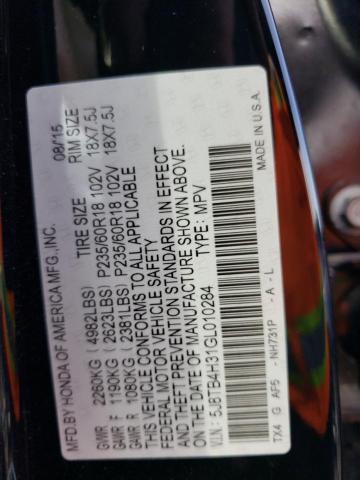 MFD.BY HONDA OF AMERICA MFG.,INC. 08/15
TIRE SIZE RIM SIZE
GVWR 2260KG ( 4982LBS)
GAWR F 1190KG ( 2623LBS) P235/60R18 102V 18X7.5J
GAWR R 1080KG ( 2381LBS) P235/60R18 102V 18X7.5J
THIS VEHICLE CONFORMS TO ALL APPLICABLE
FEDERAL MOTOR VEHICLE SAFETY
AND THEFT PREVENTION STANDARDS IN EFFECT
ON THE DATE OF MANUFACTURE SHOWN ABOVE.
V.I.N.: 5J8TB4H31GL010284 TYPE: MPV
TX4 G AF5 - NH731P - A - L MADE IN U.S.A.